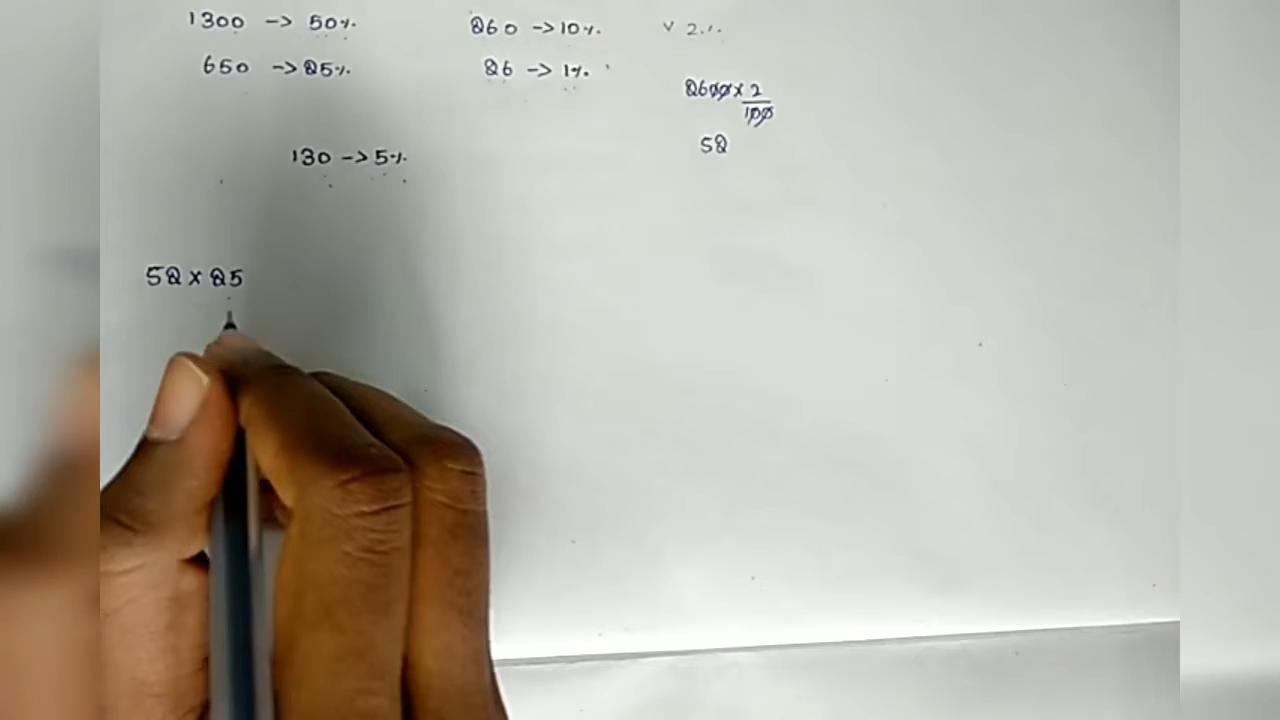 1300 -> 50%
650 -> 25%
260 -> 10%
26 -> 1%
130 -> 5%
√ 2%
2600 x 2
100
52
52 x 25